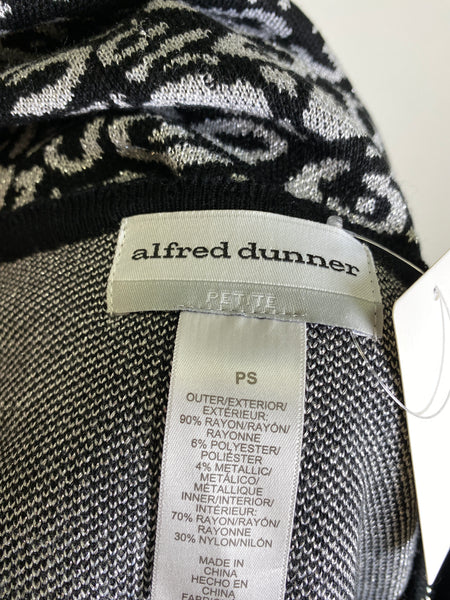 alfred dunner
PETITE
PS
OUTER/EXTERIOR/
EXTÉRIEUR:
90% RAYON/RAYÓN/
RAYONNE
6% POLYESTER/
POLIÉSTER
4% METALLIC/
METÁLICO/
MÉTALLIQUE
INNER/INTERIOR/
INTÉRIEUR:
70% RAYON/RAYÓN/
RAYONNE
30% NYLON/NILÓN
MADE IN
CHINA
HECHO EN
CHINA